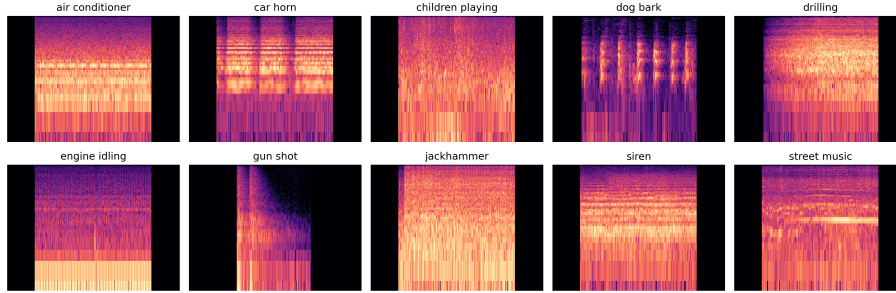 air conditioner
car horn
children playing
dog bark
drilling
engine idling
gun shot
jackhammer
siren
street music